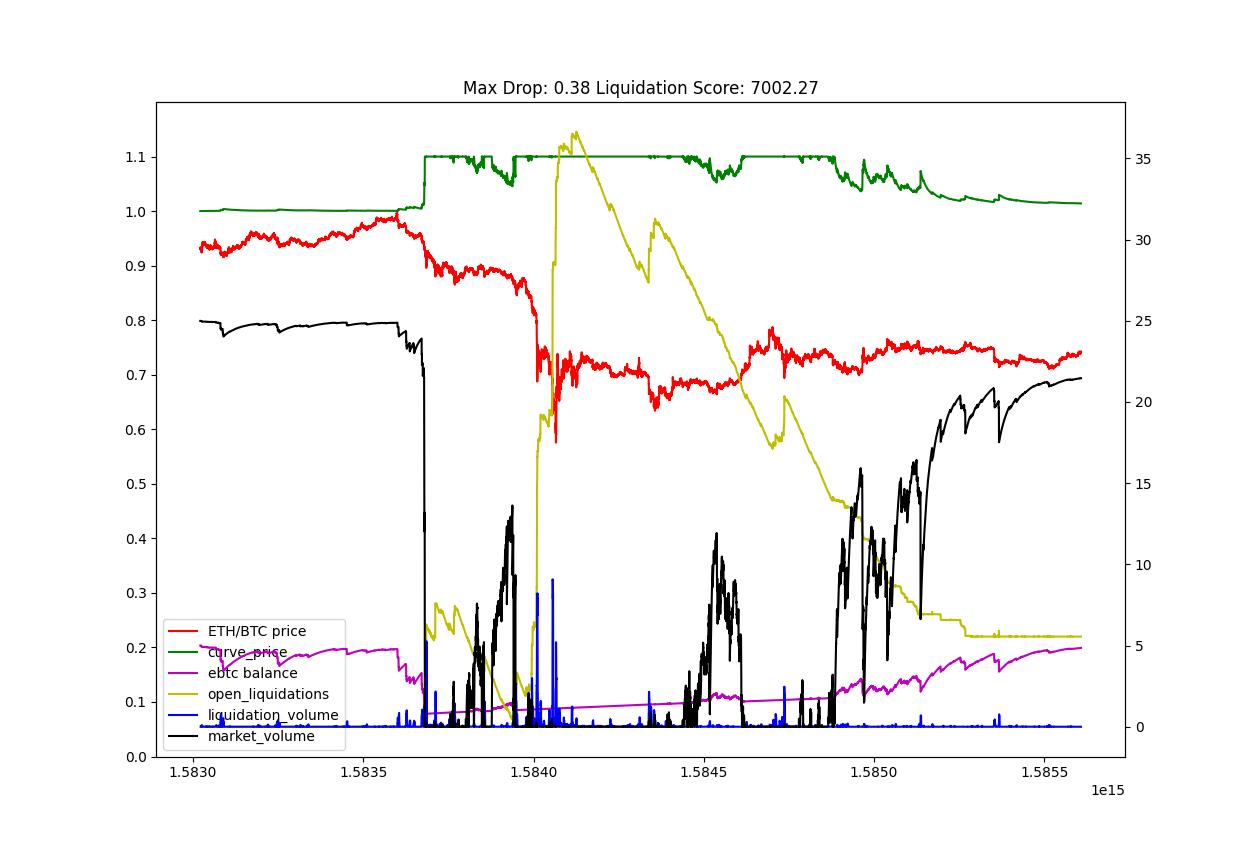 Max Drop: 0.38 Liquidation Score: 7002.27
1.1
1.0
0.9
0.8
0.7
0.6
0.5
0.4
0.3
0.2
0.1
0.0
35
30
25
20
15
10
5
0
ETH/BTC price
curve_price
ebtc balance
open_liquidations
liquidation_volume
market_volume
1.5830 1.5835 1.5840 1.5845 1.5850 1.5855
1e15